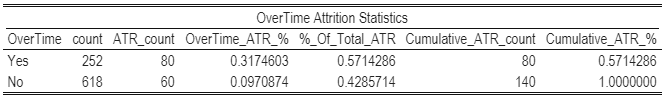 OverTime Attrition Statistics
OverTime count ATR_count OverTime_ATR_% %_Of_Total_ATR Cumulative_ATR_count Cumulative_ATR_%
Yes 252 80 0.3174603 0.5714286 80 0.5714286
No 618 60 0.0970874 0.4285714 140 1.0000000